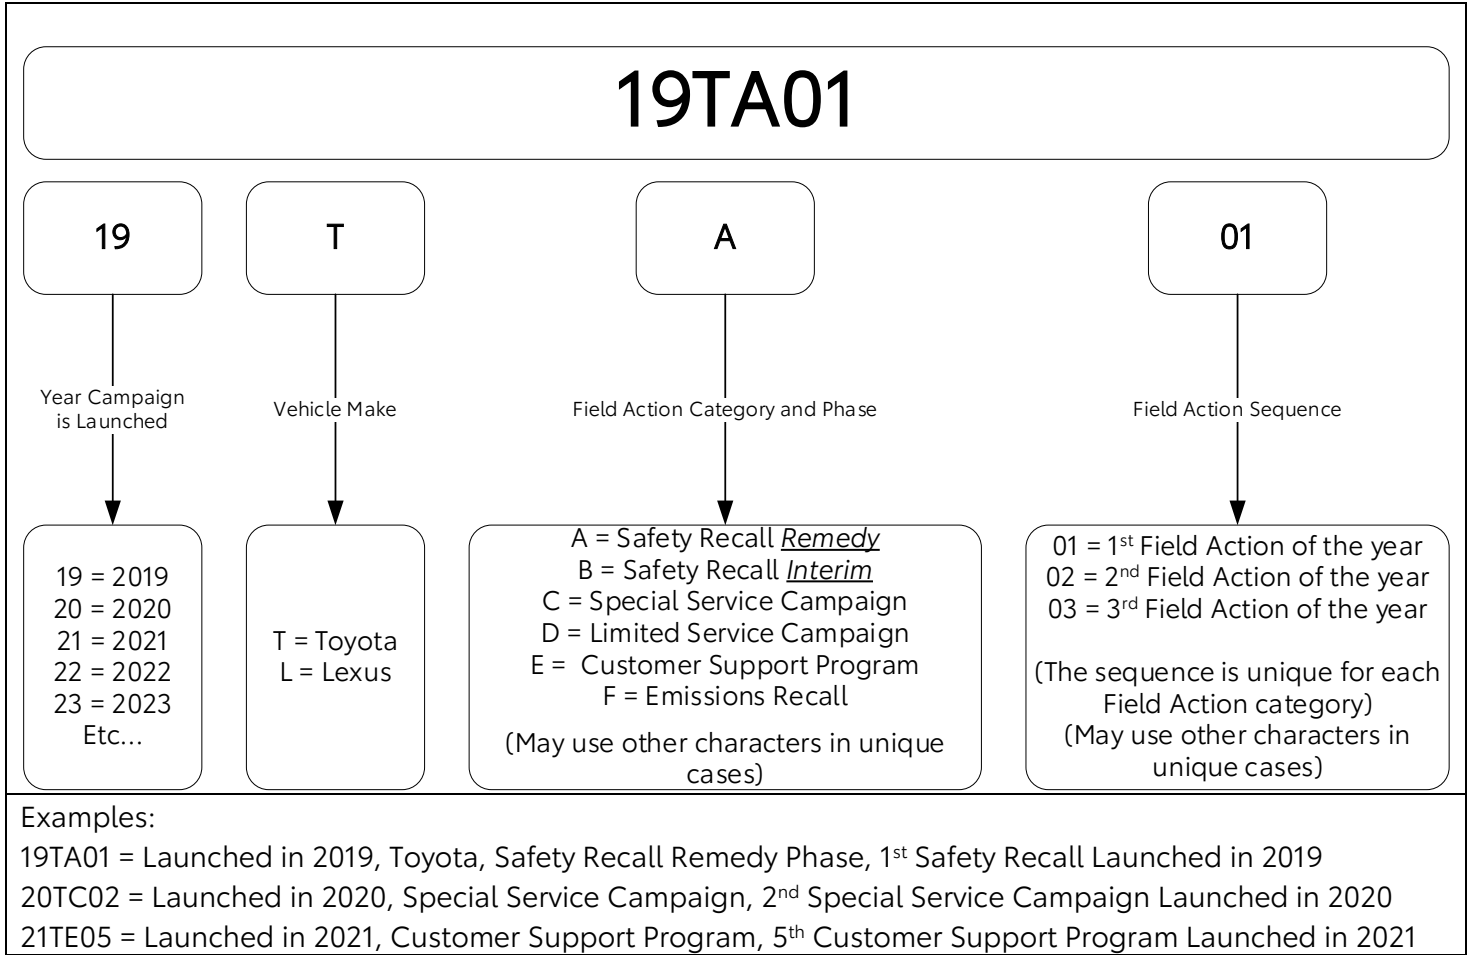 19TA01
19
T
A
01
Year Campaign
is Launched
Vehicle Make
Field Action Category and Phase
Field Action Sequence
19 = 2019
20 = 2020
21 = 2021
22 = 2022
23 = 2023
Etc...
T = Toyota
L = Lexus
A = Safety Recall Remedy
B = Safety Recall Interim
C = Special Service Campaign
D = Limited Service Campaign
E =  Customer Support Program
F = Emissions Recall
(May use other characters in unique
cases)
01 = 1st Field Action of the year
02 = 2nd Field Action of the year
03 = 3rd Field Action of the year
(The sequence is unique for each
Field Action category)
(May use other characters in
unique cases)
Examples:
19TA01 = Launched in 2019, Toyota, Safety Recall Remedy Phase, 1st Safety Recall Launched in 2019
20TC02 = Launched in 2020, Special Service Campaign, 2nd Special Service Campaign Launched in 2020
21TE05 = Launched in 2021, Customer Support Program, 5th Customer Support Program Launched in 2021